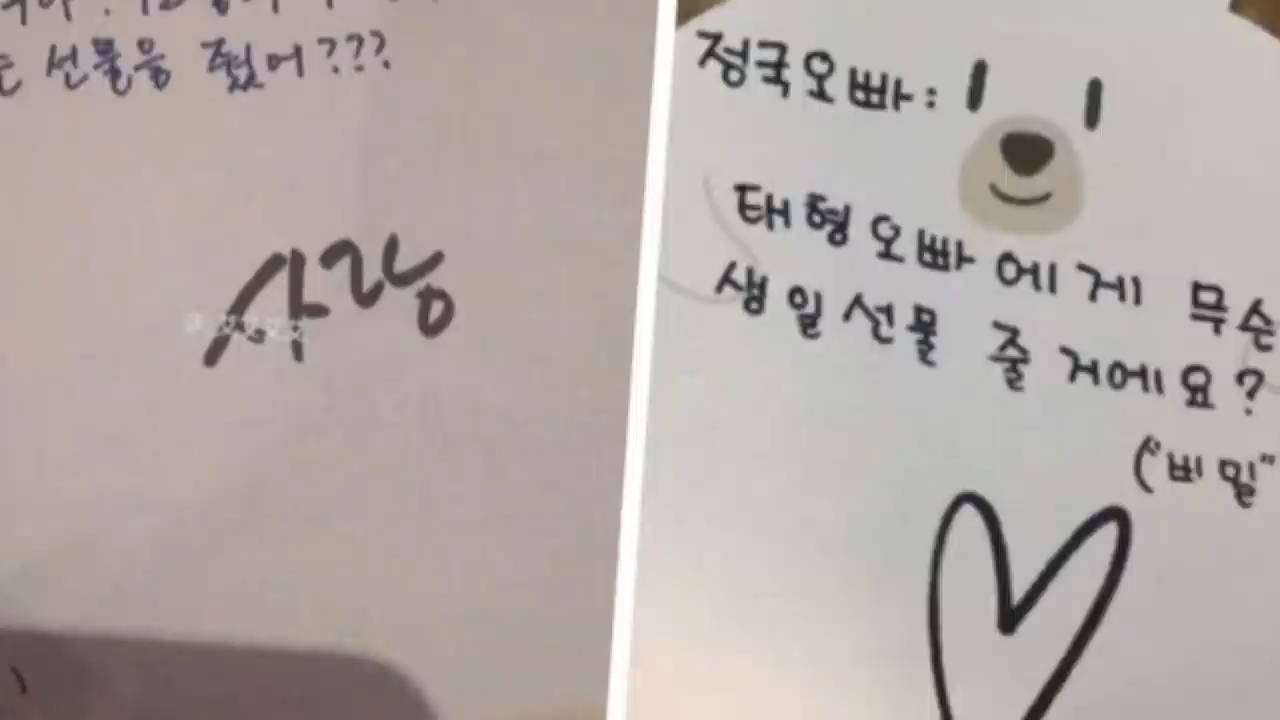 선물을 줬어???
사랑
정국오빠:
태형오빠에게 무슨
생일선물 줄 거에요?
("비밀"